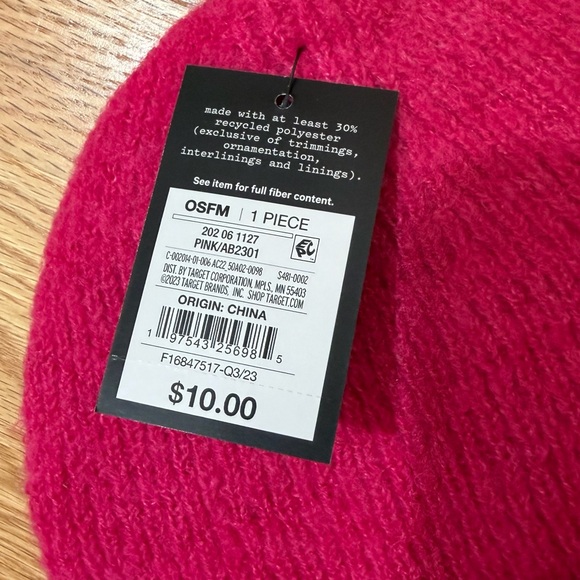 made with at least 30%
recycled polyester
(exclusive of trimmings,
ornamentation,
interlinings and linings).
See item for full fiber content.
OSFM | 1 PIECE
202 06 1127
PINK/AB2301
EPC
C-002014-01-006 AC22_50A02-0098 S481-0002
DIST. BY TARGET CORPORATION, MPLS, MN 55403
©2023 TARGET BRANDS, INC. SHOP TARGET.COM
ORIGIN: CHINA
1 97543 25698 5
F16847517-Q3/23
$10.00